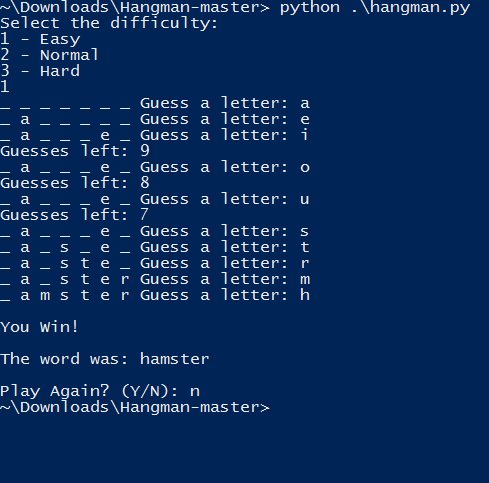 ~\Downloads\Hangman-master> python .\hangman.py
Select the difficulty:
1 - Easy
2 - Normal
3 - Hard
1
_ _ _ _ _ _ _ Guess a letter: a
_ a _ _ _ _ _ Guess a letter: e
_ a _ _ _ e _ Guess a letter: i
Guesses left: 9
_ a _ _ _ e _ Guess a letter: o
Guesses left: 8
_ a _ _ _ e _ Guess a letter: u
Guesses left: 7
_ a _ _ _ e _ Guess a letter: s
_ a _ s _ e _ Guess a letter: t
_ a _ s t e _ Guess a letter: r
_ a _ s t e r Guess a letter: m
_ a m s t e r Guess a letter: h
You Win!
The word was: hamster
Play Again? (Y/N): n
~\Downloads\Hangman-master>